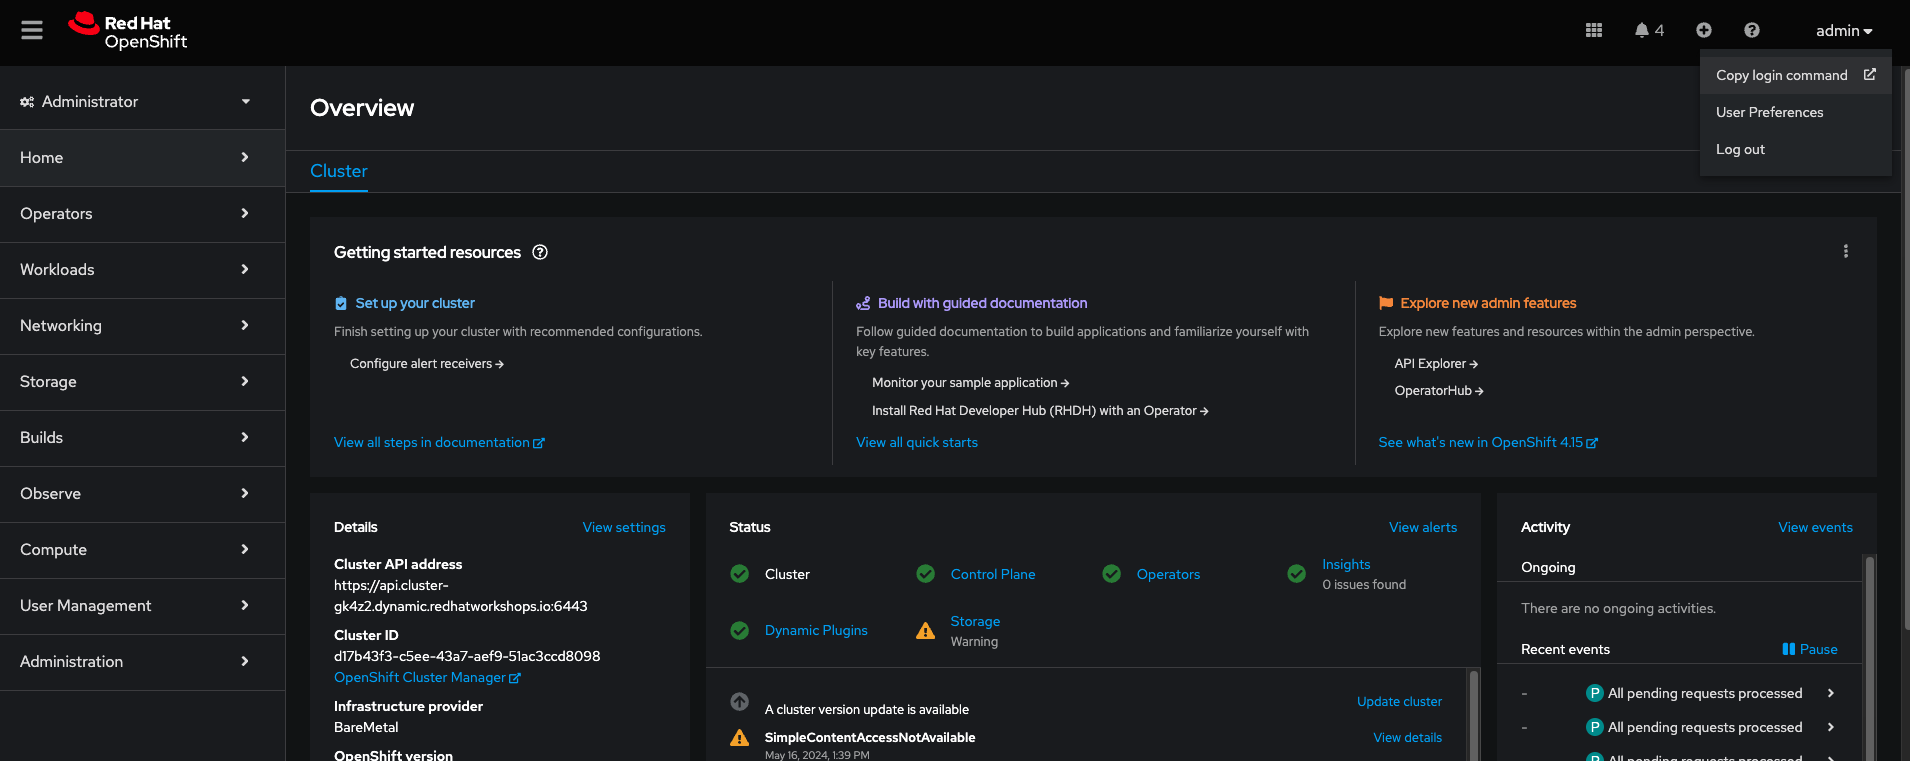 Red Hat
OpenShift
4
admin
Copy login command
User Preferences
Log out
Administrator
Home
Operators
Workloads
Networking
Storage
Builds
Observe
Compute
User Management
Administration
Overview
Cluster
Getting started resources
Set up your cluster
Finish setting up your cluster with recommended configurations.
Configure alert receivers
View all steps in documentation
Build with guided documentation
Follow guided documentation to build applications and familiarize yourself with
key features.
Monitor your sample application
Install Red Hat Developer Hub (RHDH) with an Operator
View all quick starts
Explore new admin features
Explore new features and resources within the admin perspective.
API Explorer
OperatorHub
See what's new in OpenShift 4.15
Details
View settings
Cluster API address
https://api.cluster-
gk4z2.dynamic.redhatworkshops.io:6443
Cluster ID
d17b43f3-c5ee-43a7-aef9-51ac3ccd8098
OpenShift Cluster Manager
Infrastructure provider
BareMetal
OpenShift version
Status
View alerts
Cluster
Control Plane
Operators
Insights
0 issues found
Dynamic Plugins
Storage
Warning
A cluster version update is available
Update cluster
SimpleContentAccessNotAvailable
View details
May 16, 2024, 1:39 PM
Activity
View events
Ongoing
There are no ongoing activities.
Recent events
Pause
- P All pending requests processed
- P All pending requests processed
P All pending requests processed